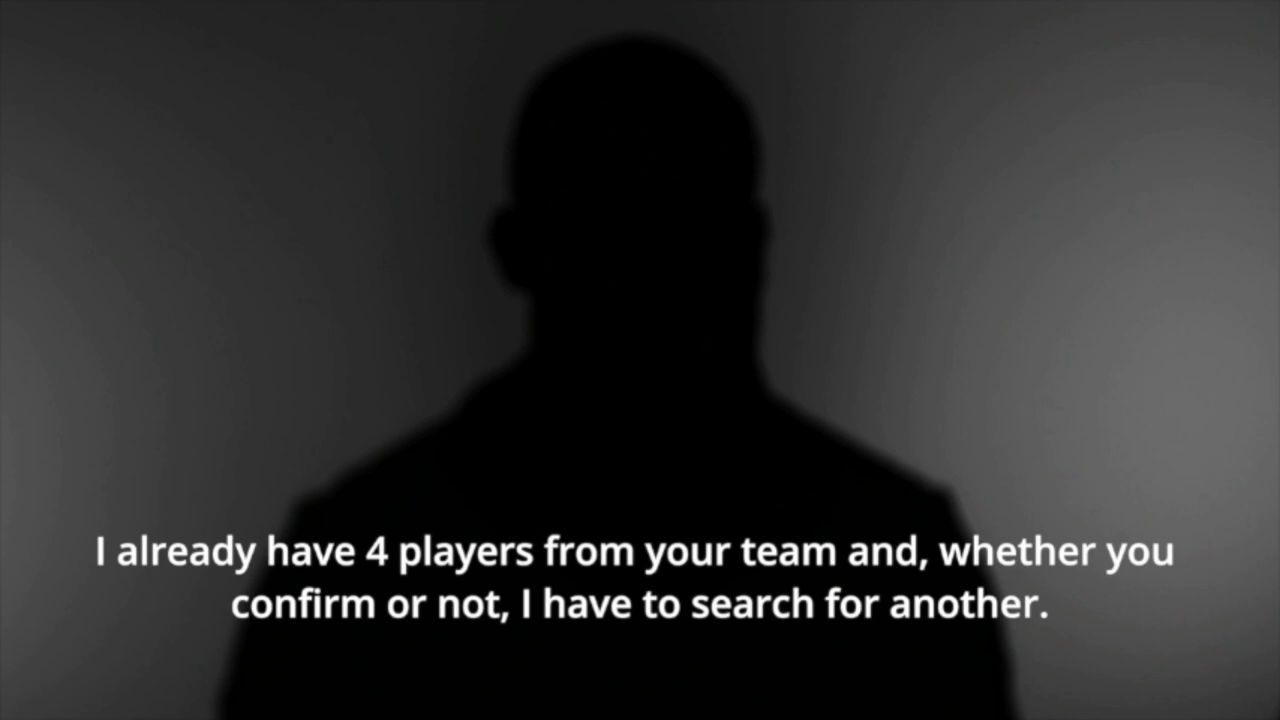 I already have 4 players from your team and, whether you
confirm or not, I have to search for another.